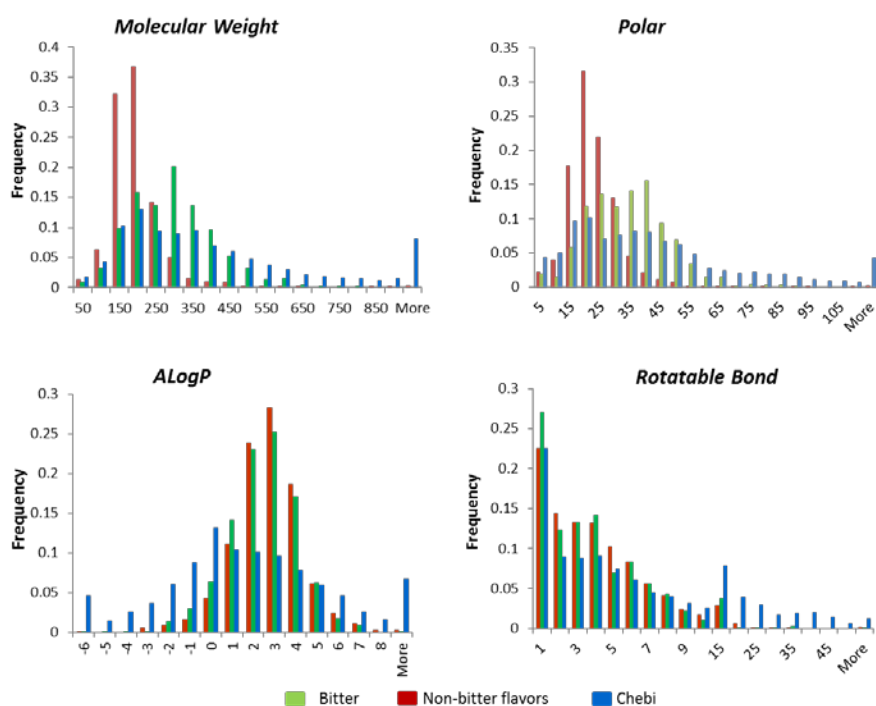 Molecular Weight
Frequency
0.4
0.35
0.3
0.25
0.2
0.15
0.1
0.05
0
50 150 250 350 450 550 650 750 850 More
Polar
Frequency
0.35
0.3
0.25
0.2
0.15
0.1
0.05
0
5 15 25 35 45 55 65 75 85 95 105 More
ALogP
Frequency
0.3
0.25
0.2
0.15
0.1
0.05
0
-6 -5 -4 -3 -2 -1 0 1 2 3 4 5 6 7 8 More
Rotatable Bond
Frequency
0.3
0.25
0.2
0.15
0.1
0.05
0
1 3 5 7 9 15 25 35 45 More
Bitter Non-bitter flavors Chebi